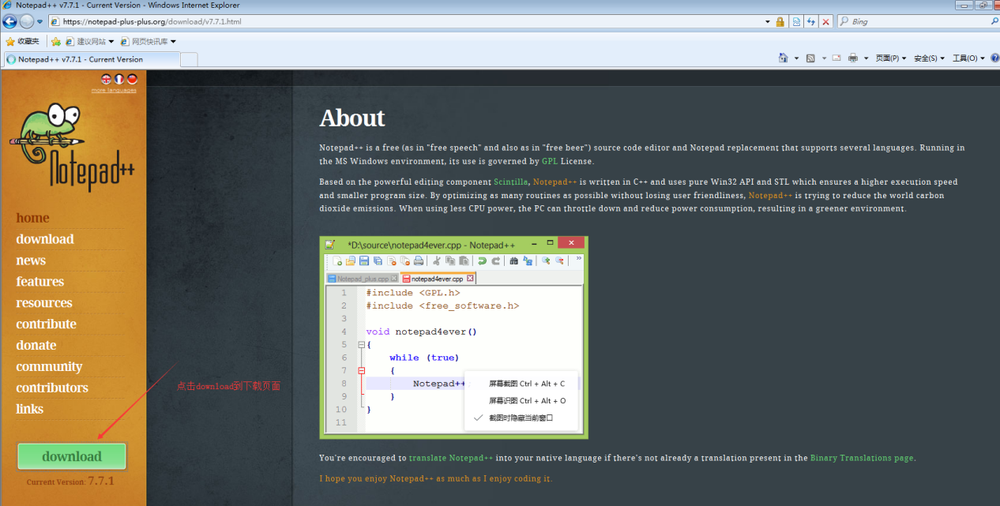 Notepad++ v7.7.1 - Current Version - Windows Internet Explorer
https://notepad-plus-plus.org/download/v7.7.1.html
Bing
收藏夹 建议网站 网页快讯库
Notepad++ v7.7.1 - Current Version
页面(P) 安全(S) 工具(O)
more languages
Notepad++
home
download
news
features
resources
contribute
donate
community
contributors
links
点击download到下载页面
download
Current Version: 7.7.1
About
Notepad++ is a free (as in "free speech" and also as in "free beer") source code editor and Notepad replacement that supports several languages. Running in
the MS Windows environment, its use is governed by GPL License.
Based on the powerful editing component Scintilla, Notepad++ is written in C++ and uses pure Win32 API and STL which ensures a higher execution speed
and smaller program size. By optimizing as many routines as possible without losing user friendliness, Notepad++ is trying to reduce the world carbon
dioxide emissions. When using less CPU power, the PC can throttle down and reduce power consumption, resulting in a greener environment.
*D:\source\notepad4ever.cpp - Notepad++
Notepad_plus.cpp notepad4ever.cpp
1 #include <GPL.h>
2 #include <free_software.h>
3
4 void notepad4ever()
5 {
6 while (true)
7 {
8 Notepad++
9 }
10 }
11
屏幕截图 Ctrl + Alt + C
屏幕识图 Ctrl + Alt + O
截图时隐藏当前窗口
You're encouraged to translate Notepad++ into your native language if there's not already a translation present in the Binary Translations page.
I hope you enjoy Notepad++ as much as I enjoy coding it.